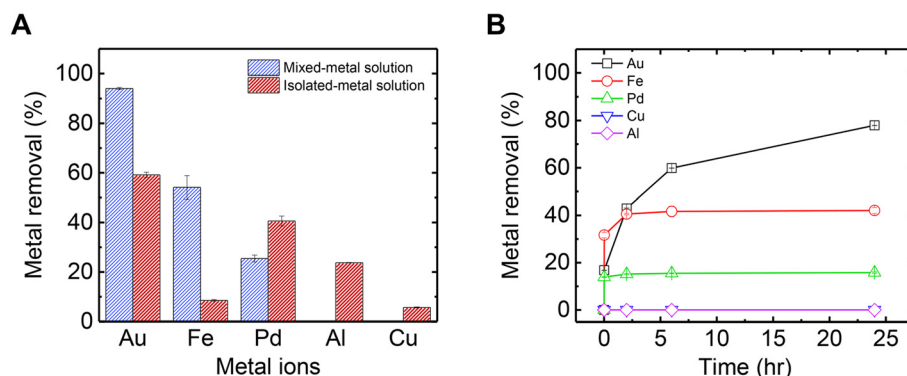 A
Metal removal (%)
100
80
60
40
20
0
Mixed-metal solution
Isolated-metal solution
Au Fe Pd Al Cu
Metal ions
B
Metal removal (%)
100
80
60
40
20
0
Au
Fe
Pd
Cu
Al
0 5 10 15 20 25
Time (hr)